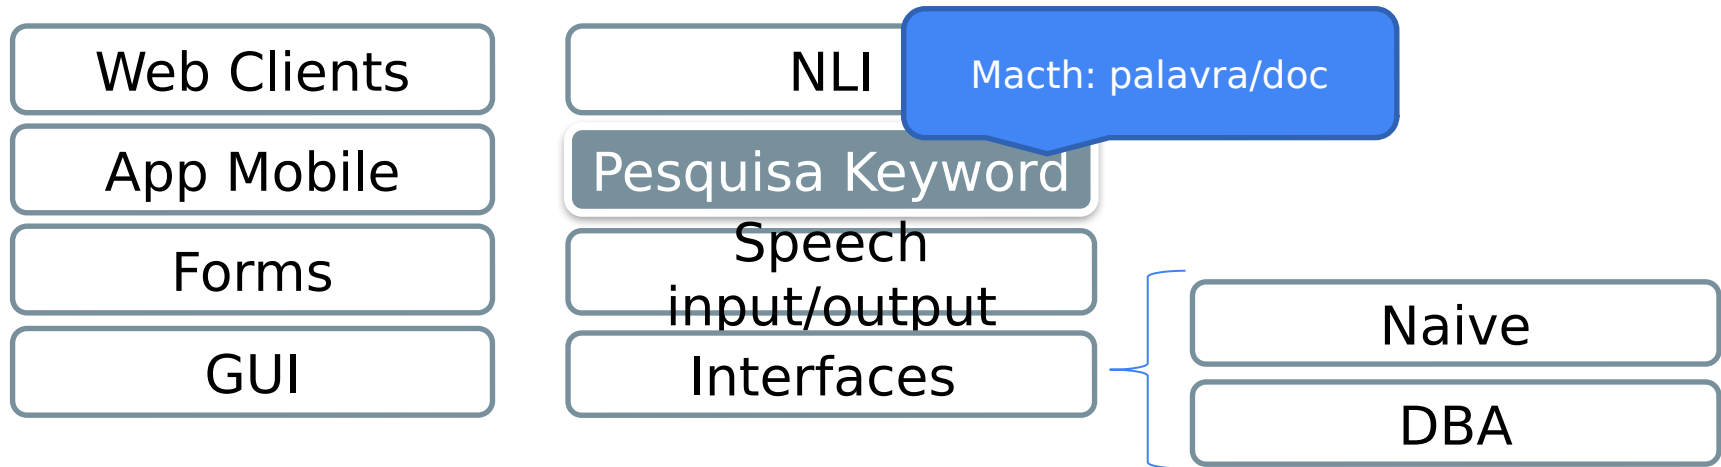 Web Clients
App Mobile
Forms
GUI
NLI
Macth: palavra/doc
Pesquisa Keyword
Speech
input/output
Interfaces
Naive
DBA